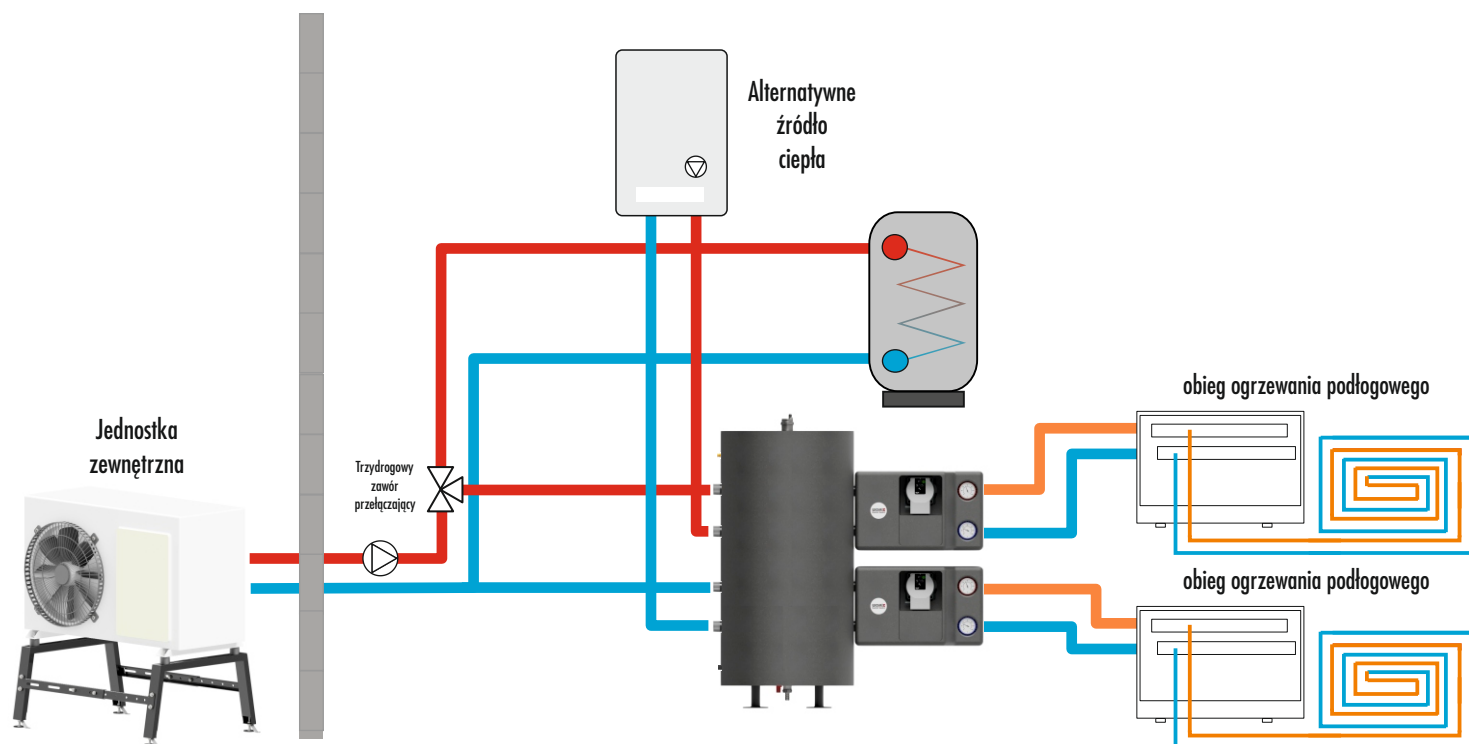 Alternatywne
źródło
ciepła
obieg ogrzewania podłogowego
Jednostka
zewnętrzna
Trzydrogowy
zawór
przełączający
obieg ogrzewania podłogowego